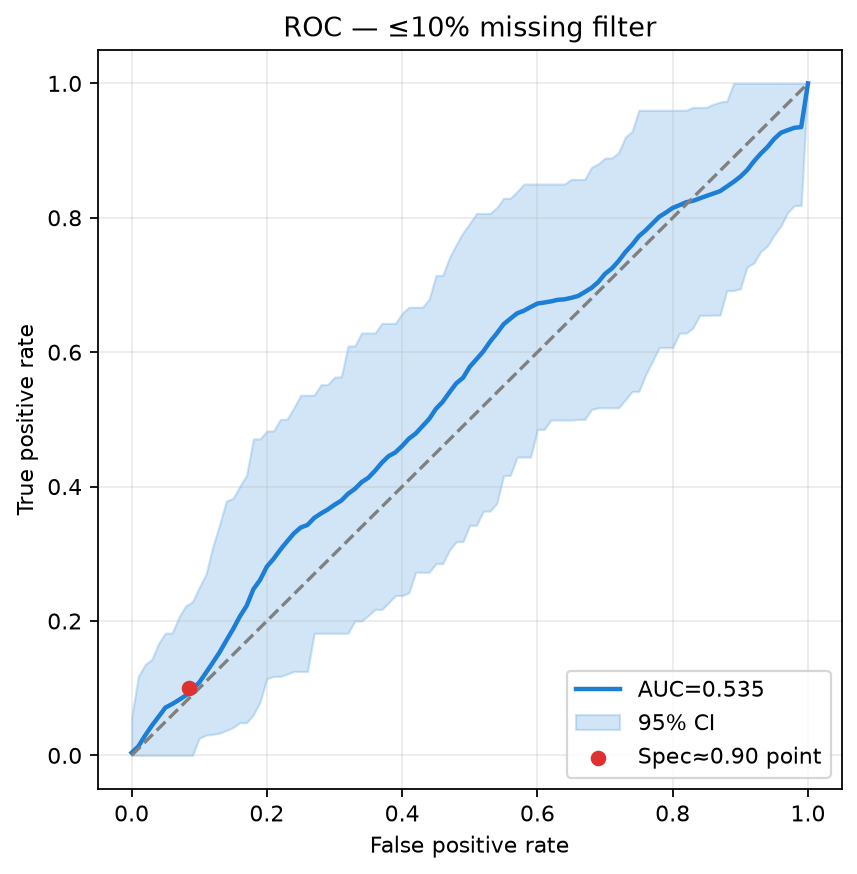 ROC — ≤10% missing filter
True positive rate
1.0
0.8
0.6
0.4
0.2
0.0
AUC=0.535
95% CI
Spec≈0.90 point
0.0 0.2 0.4 0.6 0.8 1.0
False positive rate